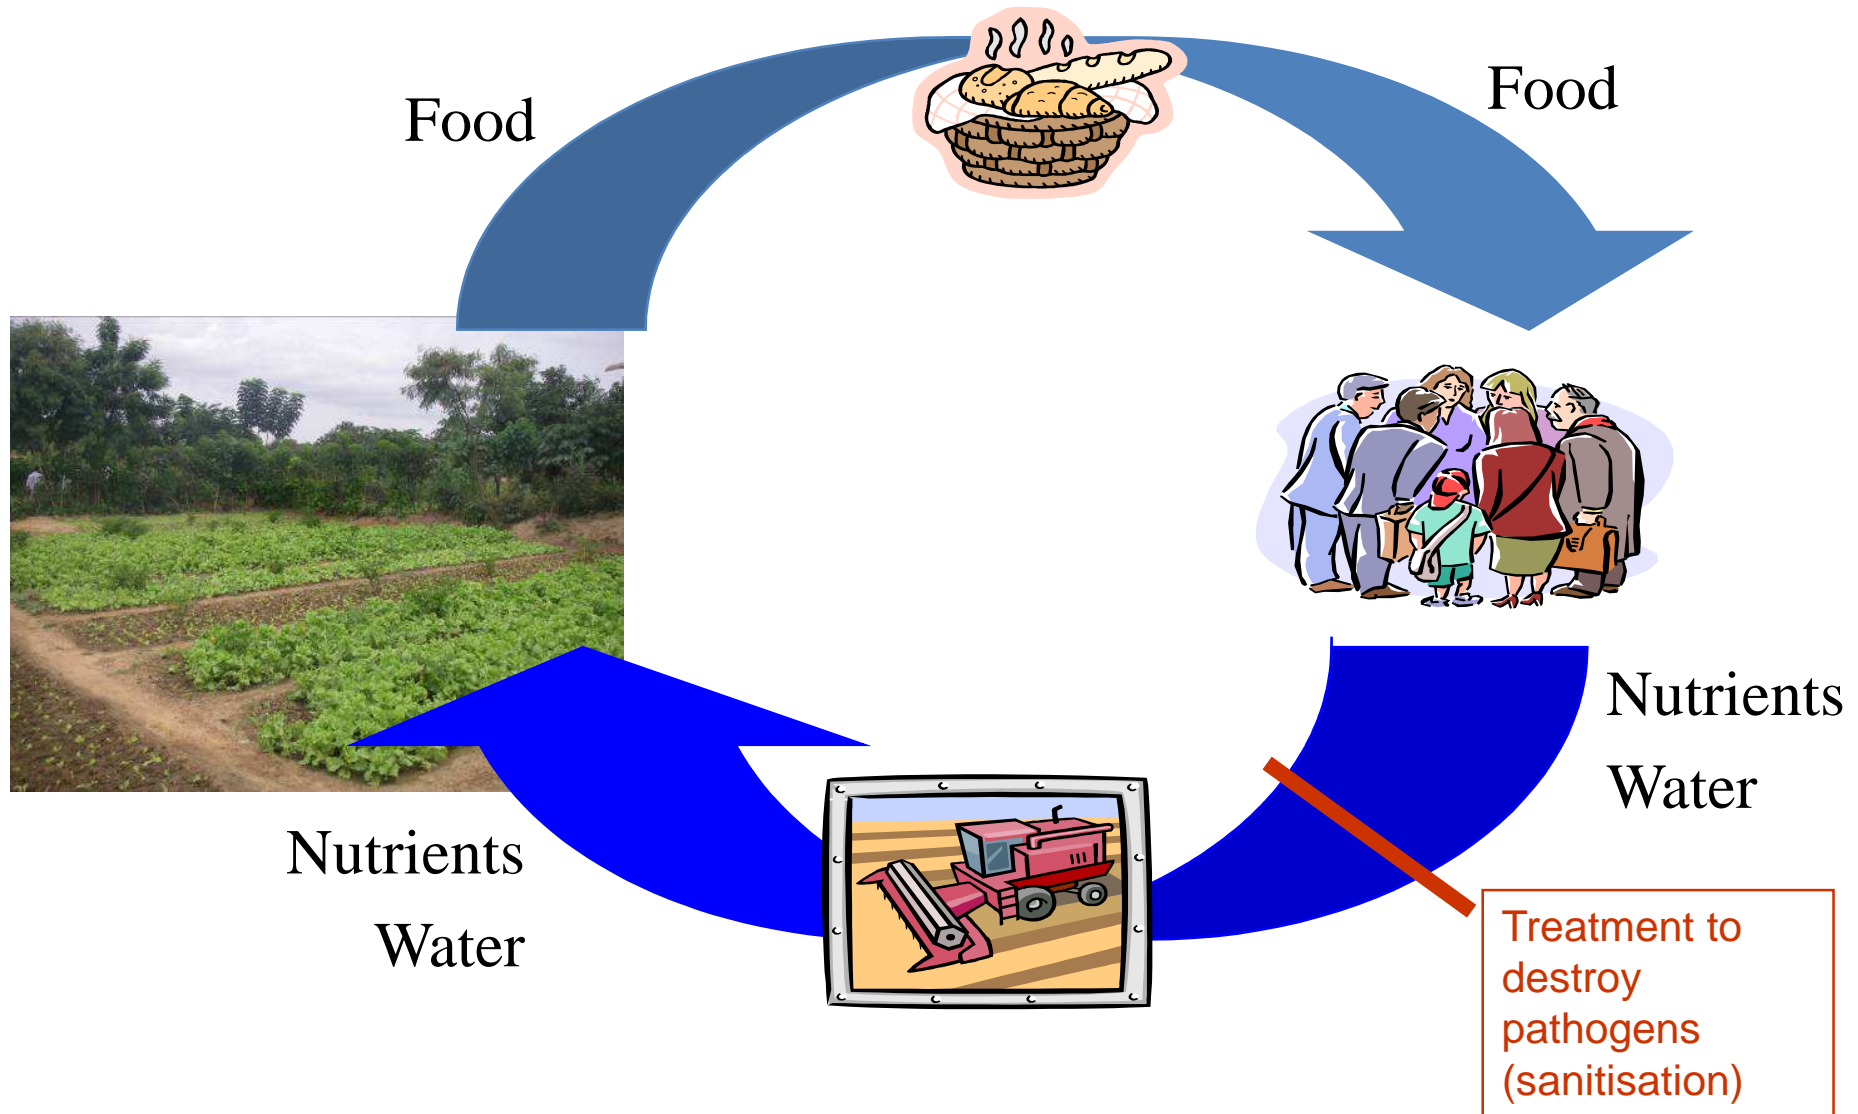 Food
Food
Nutrients
Water
Nutrients
Water
Treatment to
destroy
pathogens
(sanitisation)